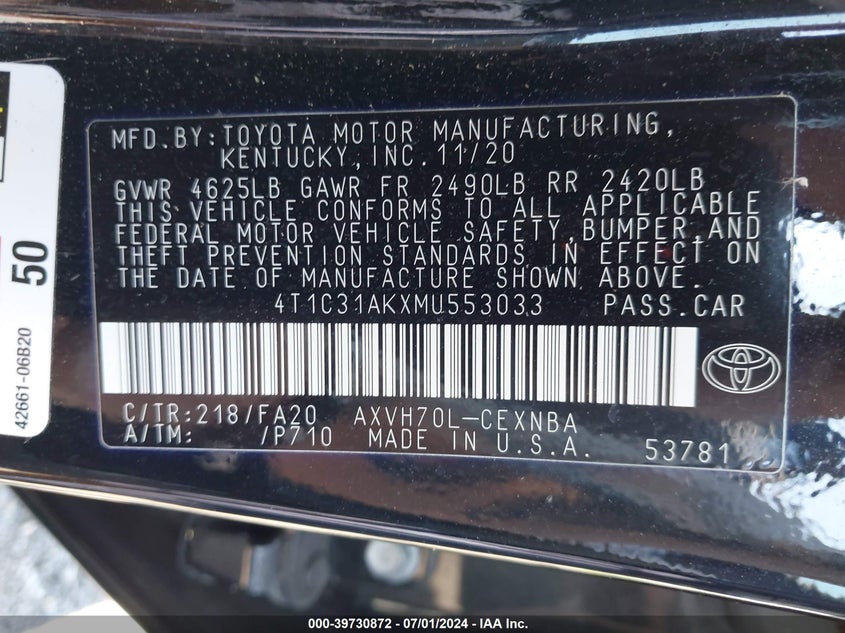 MFD.BY:TOYOTA MOTOR MANUFACTURING,
KENTUCKY,INC.11/20
GVWR 4625LB GAWR FR 2490LB RR 2420LB
THIS VEHICLE CONFORMS TO ALL APPLICABLE
FEDERAL MOTOR VEHICLE SAFETY,BUMPER,AND
THEFT PREVENTION STANDARDS IN EFFECT ON
THE DATE OF MANUFACTURE SHOWN ABOVE.
4T1C31AKXMU553033 PASS.CAR
C/TR:218/FA20 AXVH70L-CEXNBA
A/TM: /P710 MADE IN U.S.A. 53781
50
42661-06B20
000-39730872 - 07/01/2024 - IAA Inc.